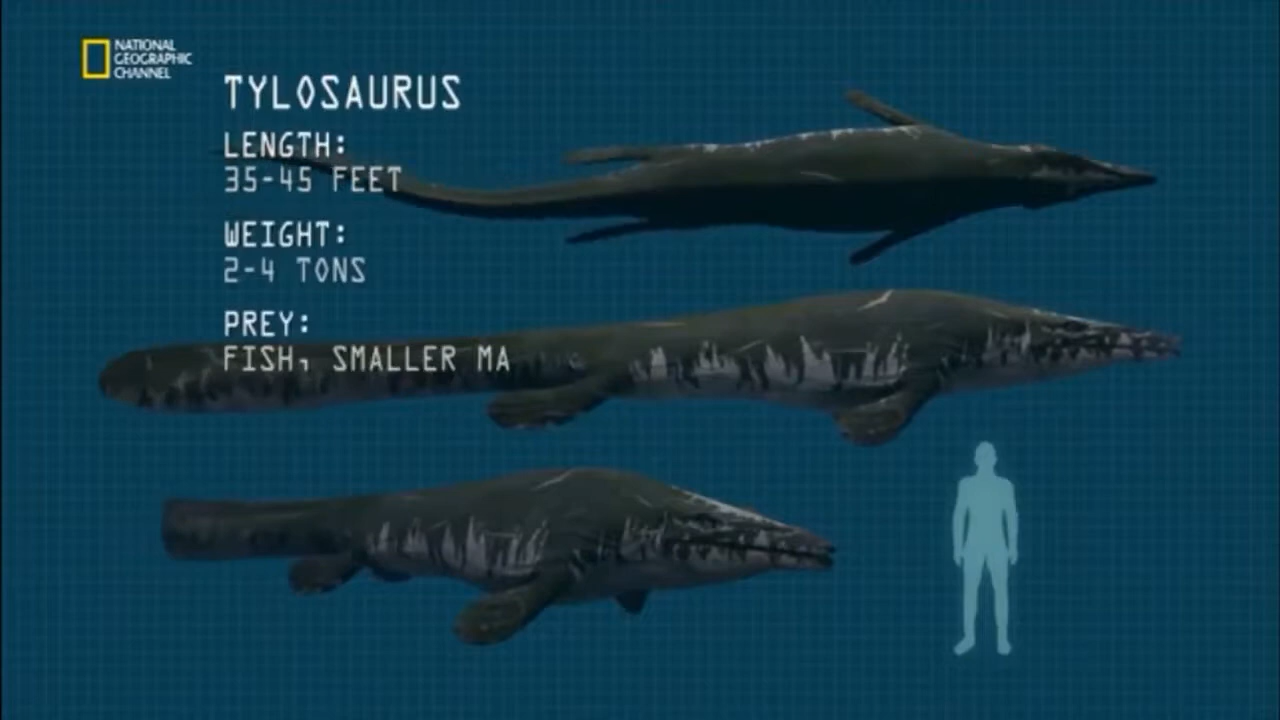 NATIONAL
GEOGRAPHIC
CHANNEL
TYLOSAURUS
LENGTH:
35-45 FEET
WEIGHT:
2-4 TONS
PREY:
FISH, SMALLER MA